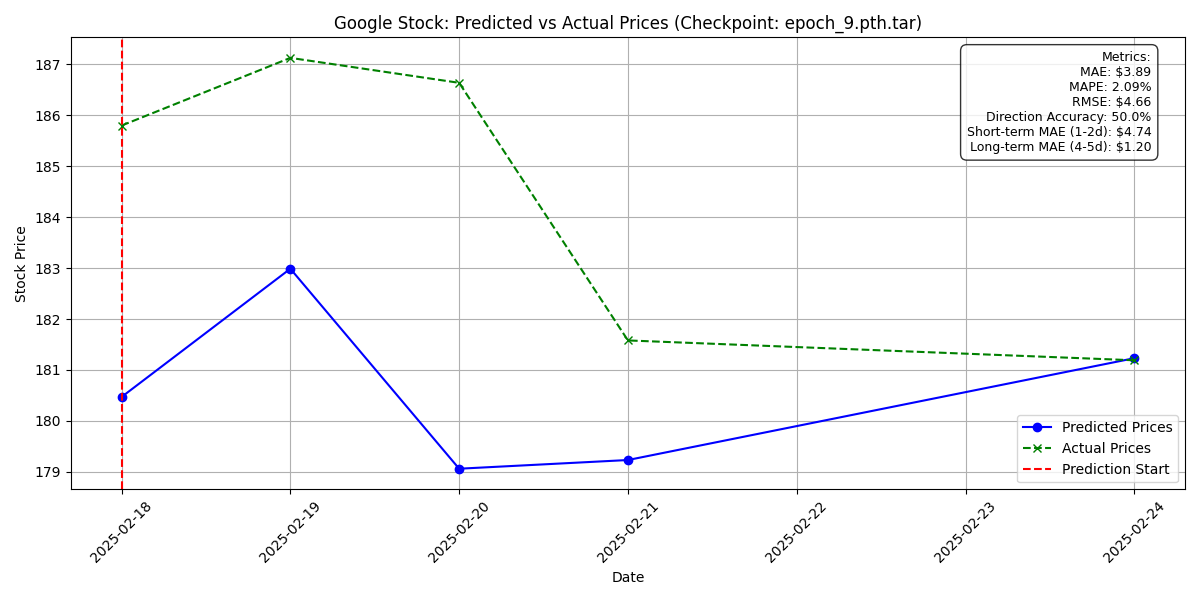 Google Stock: Predicted vs Actual Prices (Checkpoint: epoch_9.pth.tar)
Metrics:
MAE: $3.89
MAPE: 2.09%
RMSE: $4.66
Direction Accuracy: 50.0%
Short-term MAE (1-2d): $4.74
Long-term MAE (4-5d): $1.20
Stock Price
187
186
185
184
183
182
181
180
179
Predicted Prices
Actual Prices
Prediction Start
2025-02-18
2025-02-19
2025-02-20
2025-02-21
2025-02-22
2025-02-23
2025-02-24
Date